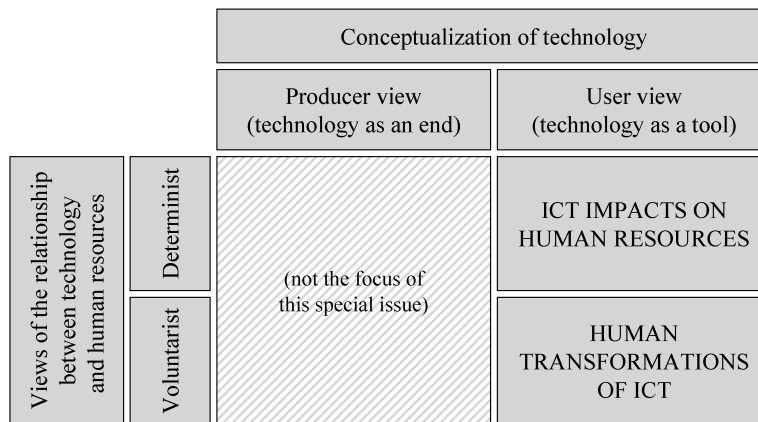 Conceptualization of technology
Producer view
(technology as an end)
User view
(technology as a tool)
Views of the relationship
between technology
and human resources
Determinist
ICT IMPACTS ON
HUMAN RESOURCES
(not the focus of
this special issue)
Voluntarist
HUMAN
TRANSFORMATIONS
OF ICT